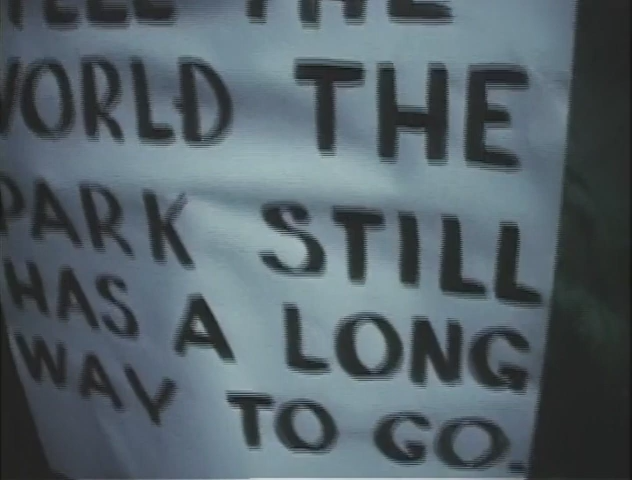 TELL THE
WORLD THE
PARK STILL
HAS A LONG
WAY TO GO.